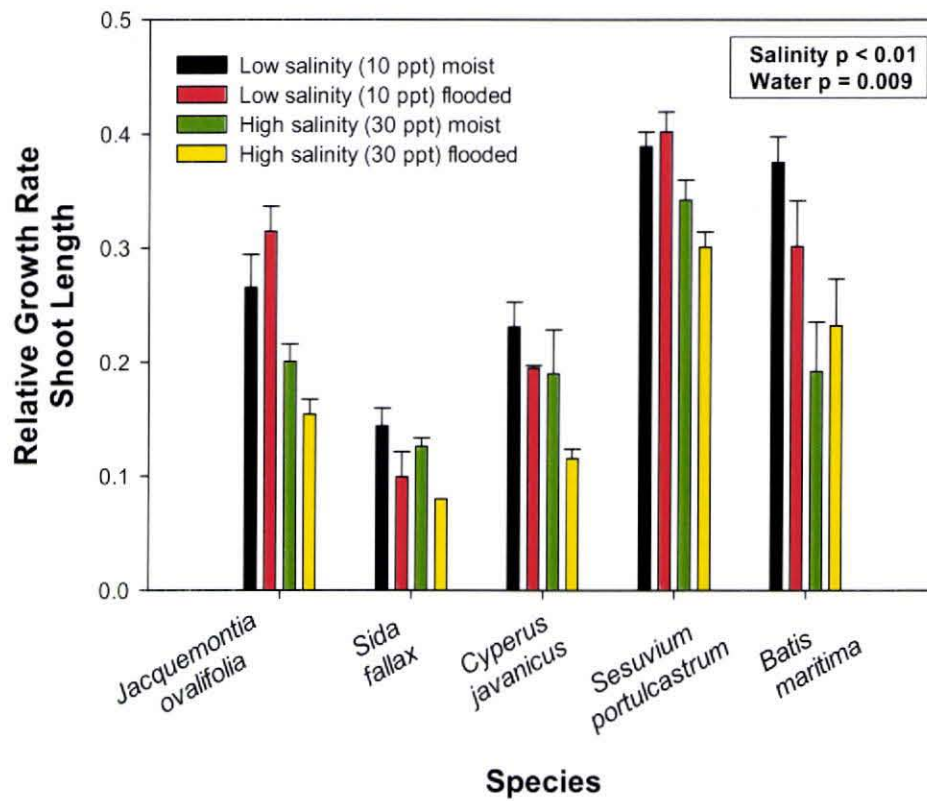 Relative Growth Rate
Shoot Length
0.5
0.4
0.3
0.2
0.1
0.0
Low salinity (10 ppt) moist
Low salinity (10 ppt) flooded
High salinity (30 ppt) moist
High salinity (30 ppt) flooded
Salinity p < 0.01
Water p = 0.009
Jacquemontia
ovalifolia
Sida
fallax
Cyperus
javanicus
Sesuvium
portulcastrum
Batis
maritima
Species